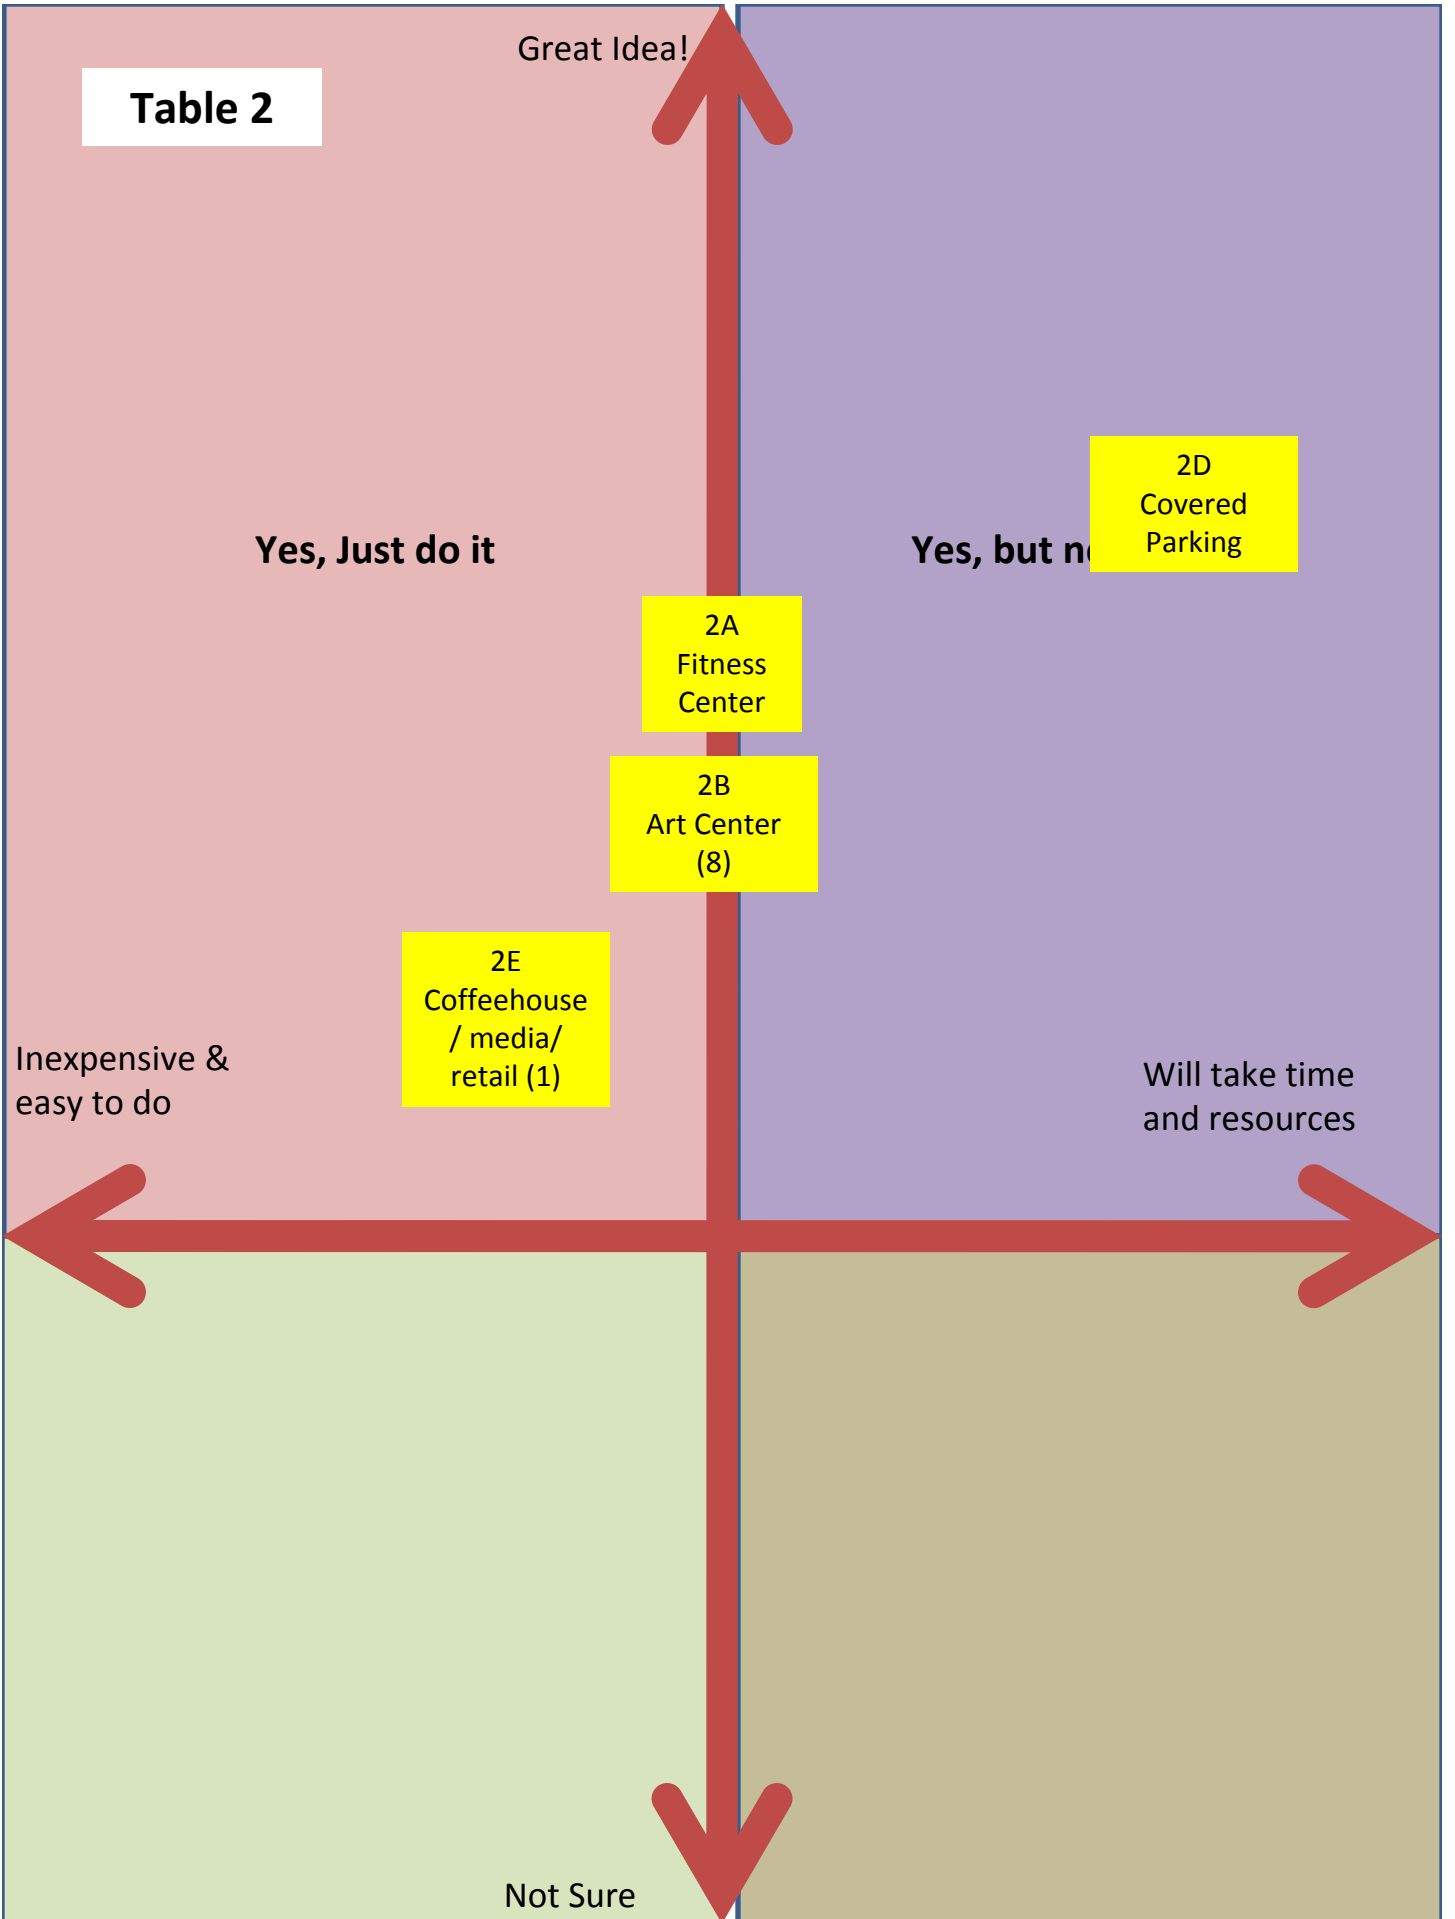 Great Idea!
Table 2
2D
Covered
Parking
Yes, Just do it
Yes, but
2A
Fitness
Center
2B
Art Center
(8)
2E
Coffeehouse
/ media/
retail (1)
Inexpensive &
easy to do
Will take time
and resources
Not Sure